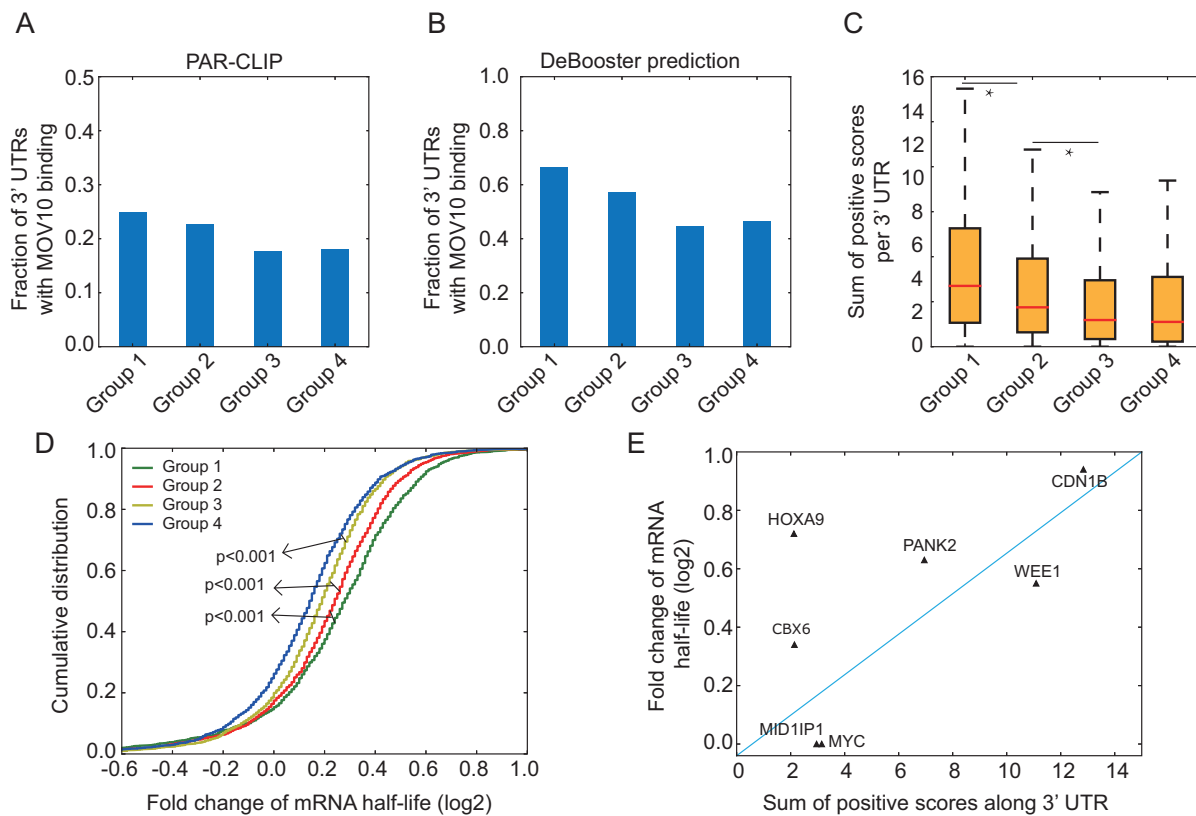 A
PAR-CLIP
Fraction of 3' UTRs
with MOV10 binding
0.5
0.4
0.3
0.2
0.1
0.0
Group 1
Group 2
Group 3
Group 4
B
DeBooster prediction
Fraction of 3' UTRs
with MOV10 binding
1.0
0.8
0.6
0.4
0.2
0.0
Group 1
Group 2
Group 3
Group 4
C
Sum of positive scores
per 3' UTR
16
14
12
10
8
6
4
2
0
*
*
Group 1
Group 2
Group 3
Group 4
D
Cumulative distribution
1.0
0.8
0.6
0.4
0.2
0.0
Group 1
Group 2
Group 3
Group 4
p<0.001
p<0.001
p<0.001
-0.6
-0.4
-0.2
0.0
0.2
0.4
0.6
0.8
1.0
Fold change of mRNA half-life (log2)
E
Fold change of mRNA
half-life (log2)
1.0
0.8
0.6
0.4
0.2
0.0
CDN1B
HOXA9
PANK2
WEE1
CBX6
MID1IP1
MYC
0
2
4
6
8
10
12
14
Sum of positive scores along 3' UTR